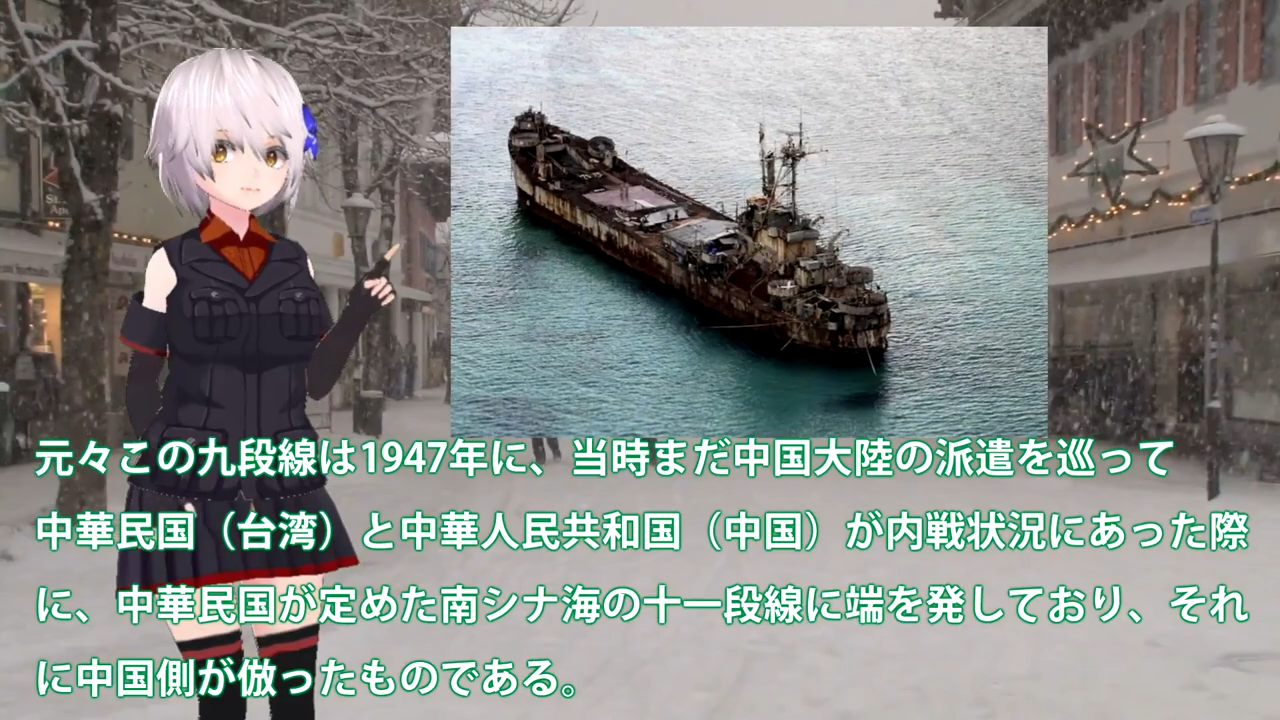 元々この九段線は1947年に、当時まだ中国大陸の派遣を巡って
中華民国（台湾）と中華人民共和国（中国）が内戦状況にあった際
に、中華民国が定めた南シナ海の十一段線に端を発しており、それ
に中国側が倣ったものである。